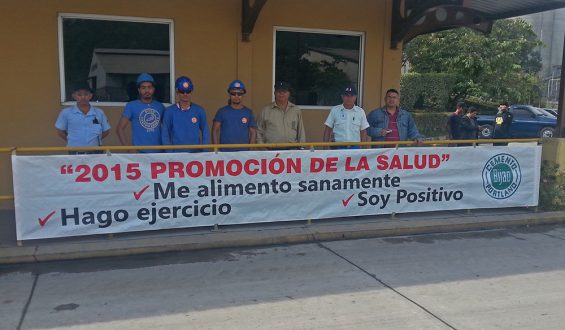 "2015 PROMOCIÓN DE LA SALUD"
✓ Me alimento sanamente
✓ Hago ejercicio
✓ Soy Positivo
CEMENTO
Bijao
PORTLAND